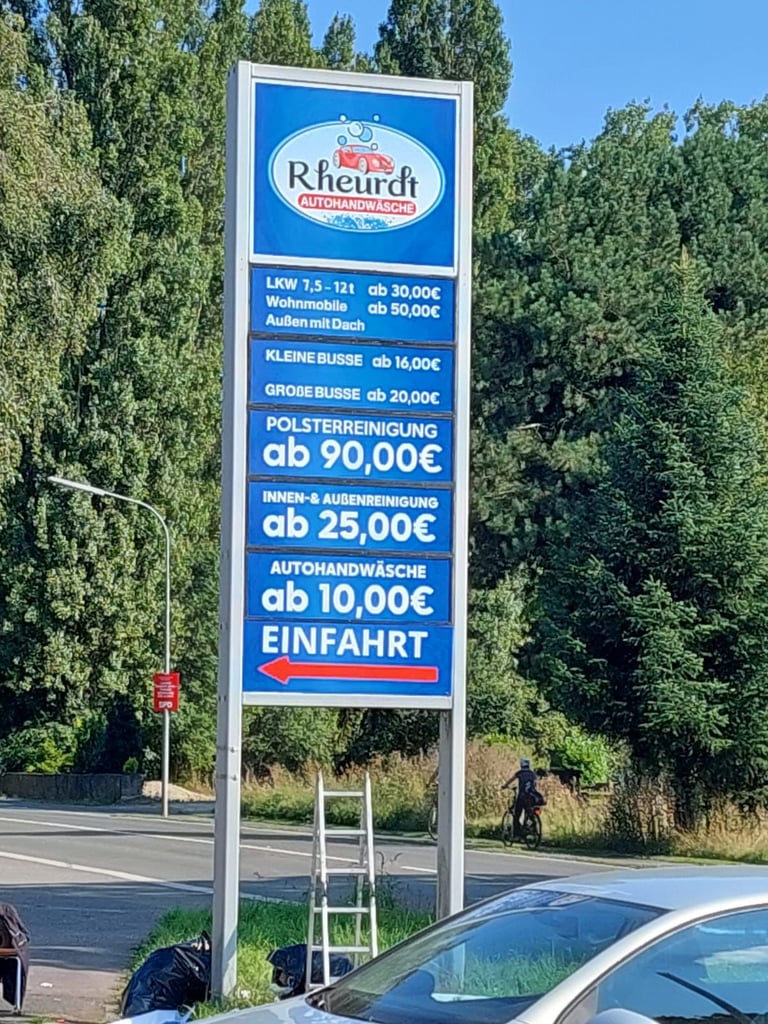 Rheurdt
AUTOHANDWÄSCHE
LKW 7,5-12t ab 30,00€
Wohnmobile ab 50,00€
Außen mit Dach
KLEINE BUSSE ab 16,00€
GROßE BUSSE ab 20,00€
POLSTERREINIGUNG
ab 90,00€
INNEN-& AUßENREINIGUNG
ab 25,00€
AUTOHANDWÄSCHE
ab 10,00€
EINFAHRT
SPD